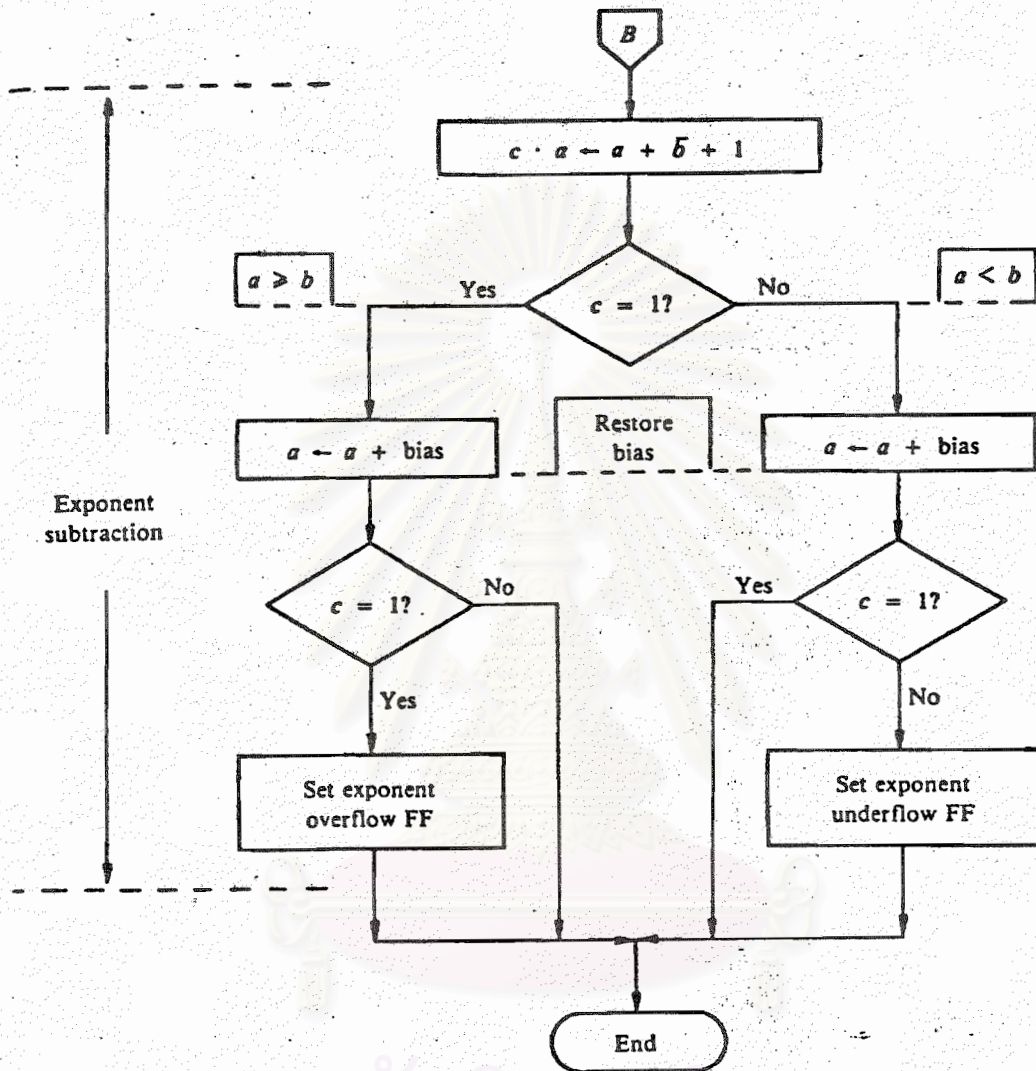 B
c · a ← a + b̅ + 1
a ⩾ b
Yes
c = 1?
No
a < b
a ← a + bias
Restore
bias
a ← a + bias
Exponent
subtraction
c = 1?
No
Yes
c = 1?
Yes
No
Set exponent
overflow FF
Set exponent
underflow FF
End